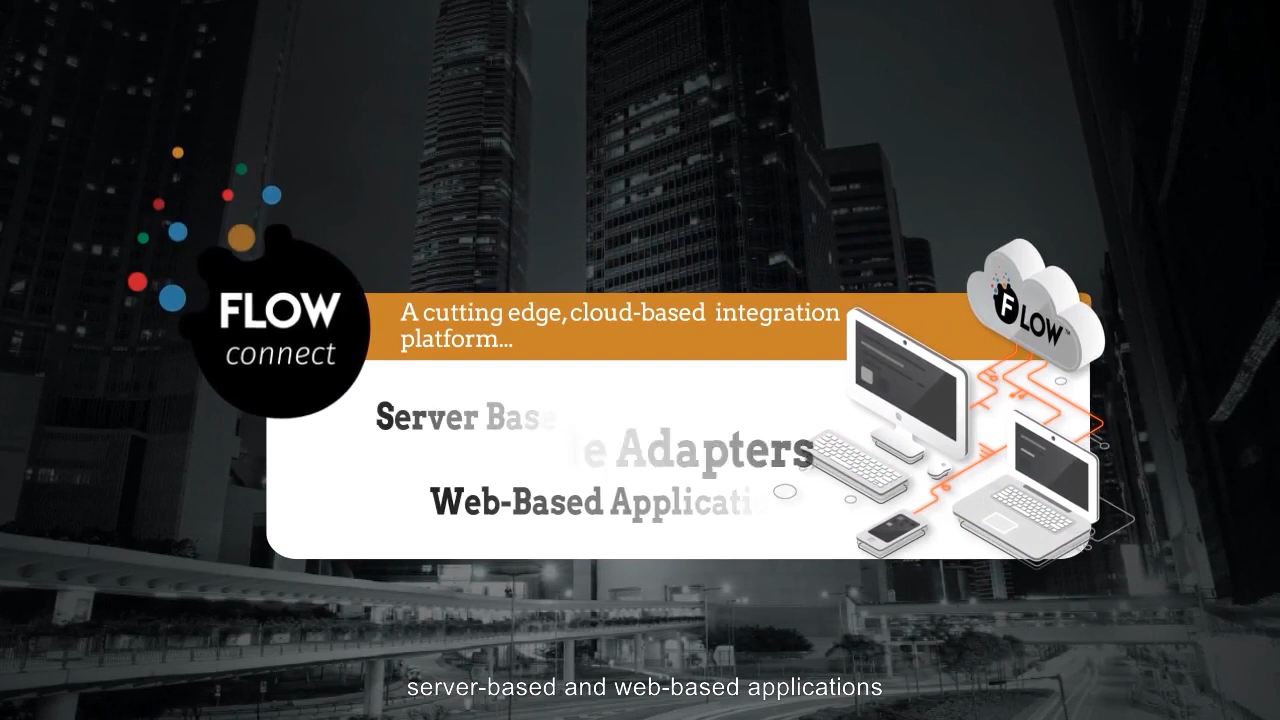 A cutting edge, cloud-based integration
platform...
FLOW
FLOW
connect
Server Base
e Adapters
Web-Based Applicati
server-based and web-based applications